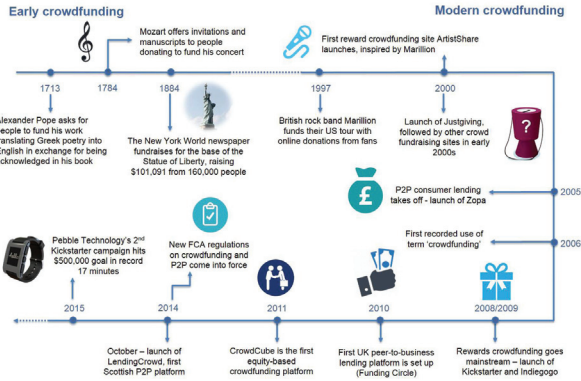 Early crowdfunding
Modern crowdfunding
Mozart offers invitations and
manuscripts to people
donating to fund his concert
First reward crowdfunding site ArtistShare
launches, inspired by Marillion
1713
1784
1884
1997
2000
Alexander Pope asks for
people to fund his work
translating Greek poetry into
English in exchange for being
acknowledged in his book
The New York World newspaper
fundraises for the base of the
Statue of Liberty, raising
$101,091 from 160,000 people
British rock band Marillion
funds their US tour with
online donations from fans
Launch of Justgiving,
followed by other crowd
fundraising sites in early
2000s
?
£
P2P consumer lending
takes off - launch of Zopa
2005
First recorded use of
term ‘crowdfunding’
2006
Pebble Technology's 2nd
Kickstarter campaign hits
$500,000 goal in record
17 minutes
New FCA regulations
on crowdfunding and
P2P come into force
2015
2014
2011
2010
2008/2009
October – launch of
LendingCrowd, first
Scottish P2P platform
CrowdCube is the first
equity-based
crowdfunding platform
First UK peer-to-business
lending platform is set up
(Funding Circle)
Rewards crowdfunding goes
mainstream – launch of
Kickstarter and Indiegogo